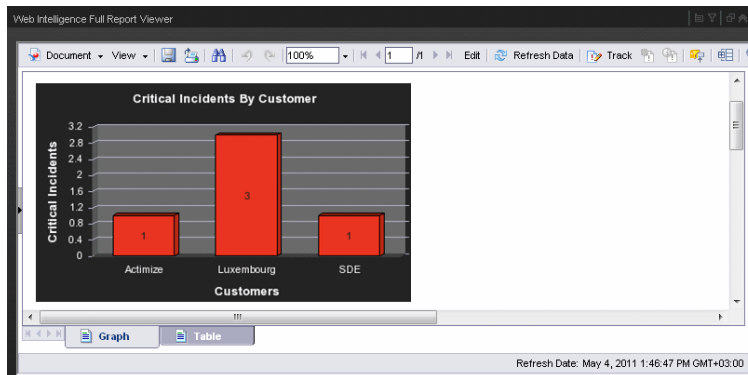 Web Intelligence Full Report Viewer
Document View 100% 1 /1 Edit Refresh Data Track
Critical Incidents By Customer
Critical Incidents
3.2
2.8
2.4
2
1.6
1.2
0.8
0.4
0
1
3
1
Actimize Luxembourg SDE
Customers
Graph Table
Refresh Date: May 4, 2011 1:46:47 PM GMT+03:00